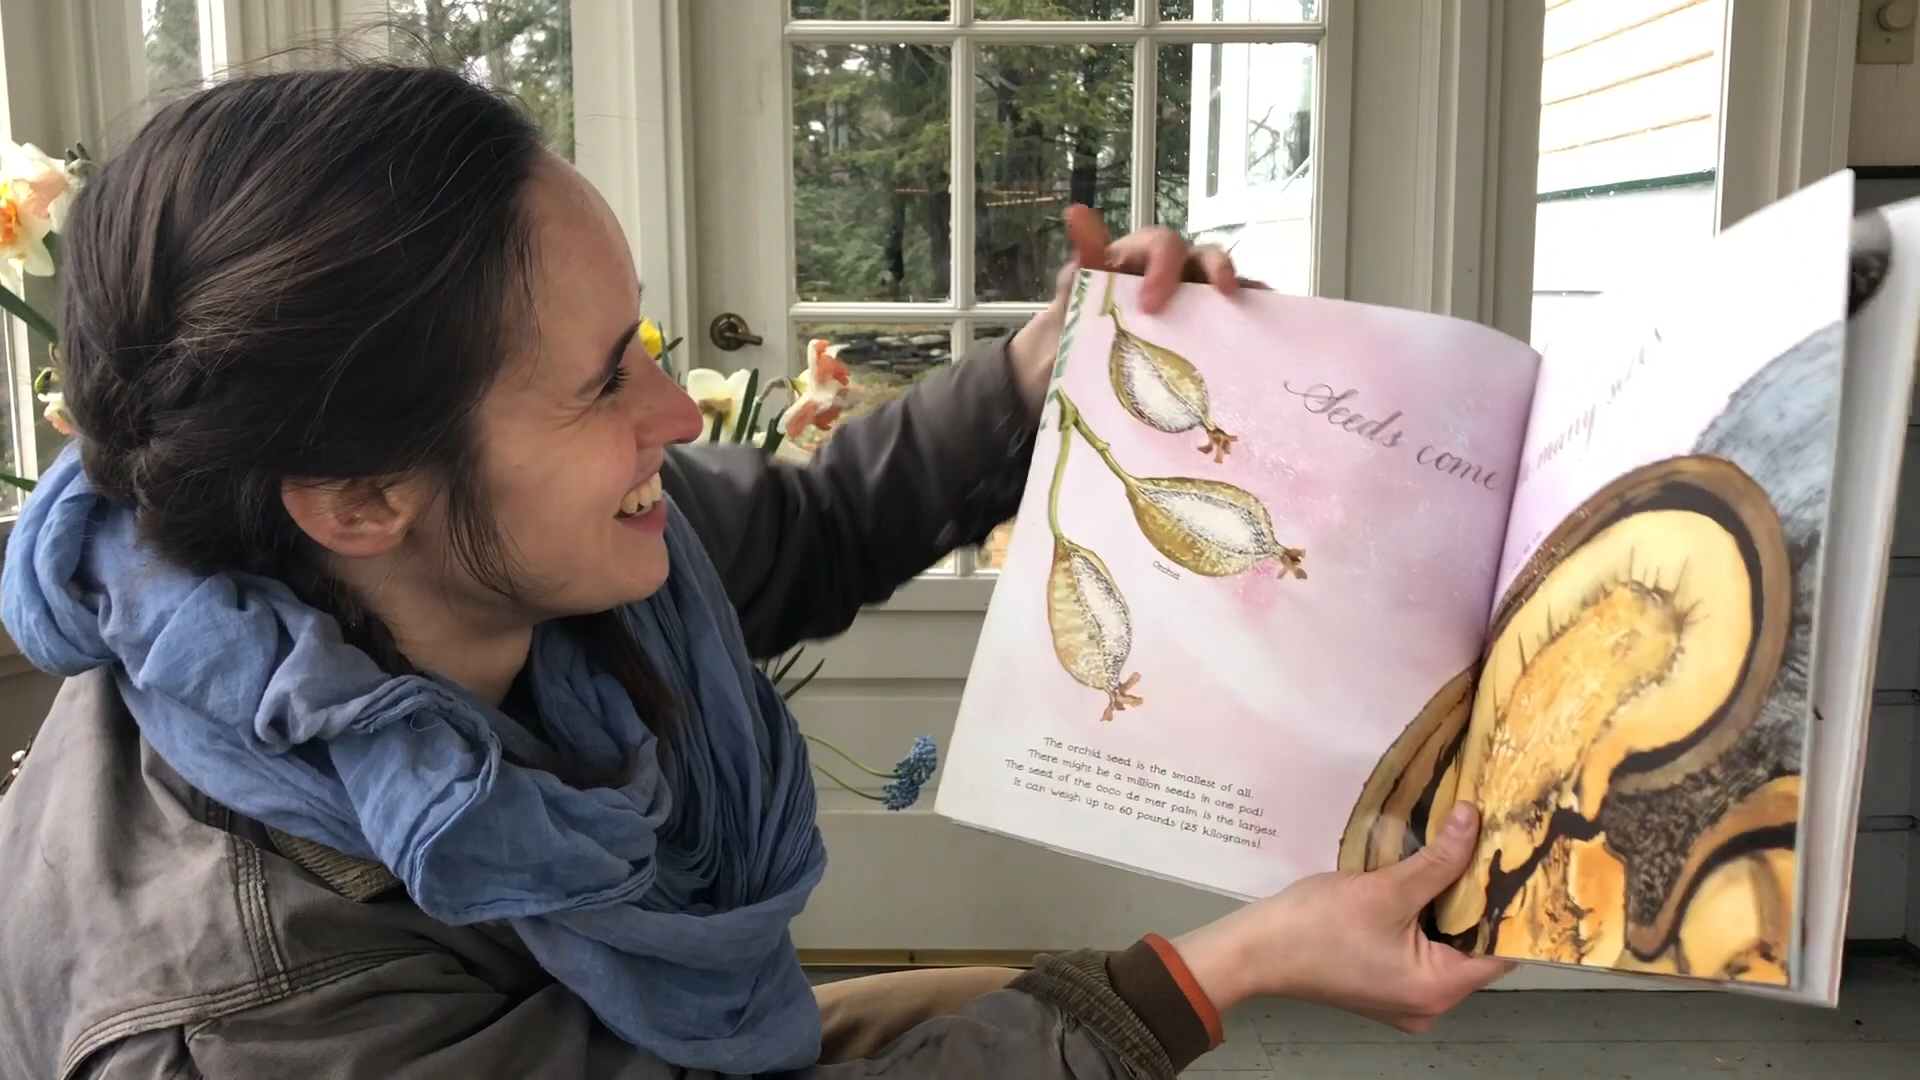 Seeds come
many
Orchid
The orchid seed is the smallest of all.
There might be a million seeds in one pod!
The seed of the coco de mer palm is the largest.
It can weigh up to 60 pounds (25 kilograms).